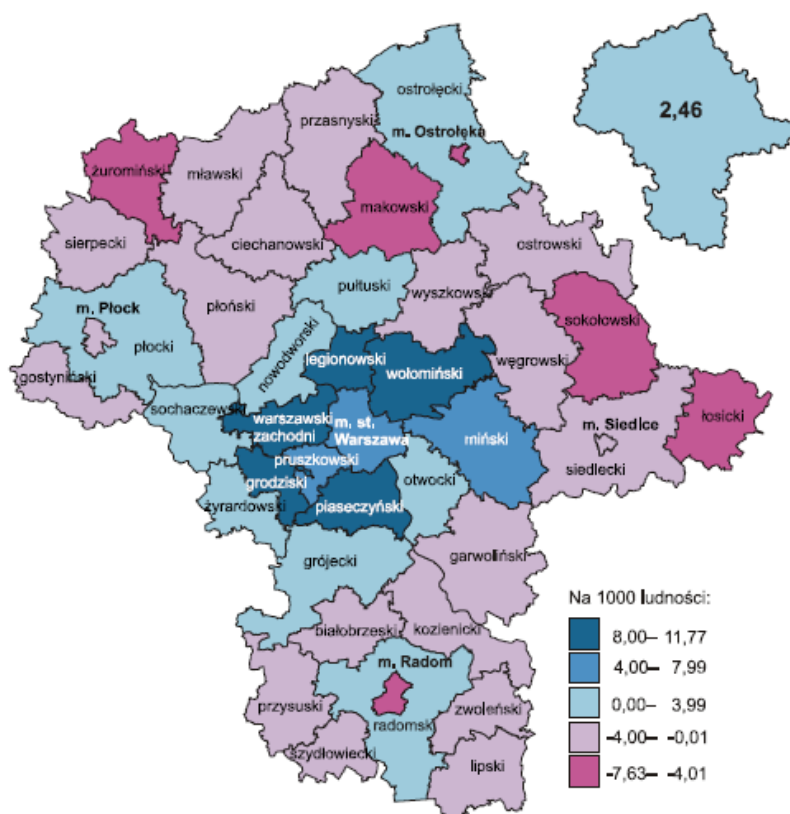 ostrołęcki
2,46
przasnyski
m. Ostrołęka
żuromiński
mławski
makowski
sierpecki
ciechanowski
ostrowski
pułtuski
wyszkowski
m. Płock
płoński
sokołowski
płocki
nowodworski
legionowski
wołomiński
węgrowski
gostyniński
sochaczewski
warszawski
zachodni
m. st.
Warszawa
miński
m. Siedlce
łosicki
pruszkowski
siedlecki
grodziski
otwocki
żyrardowski
piaseczyński
grójecki
garwoliński
Na 1000 ludności:
białobrzeski
kozienicki
8,00– 11,77
m. Radom
4,00– 7,99
przysuski
zwoleński
0,00– 3,99
radomski
-4,00– -0,01
szydłowiecki
lipski
-7,63– -4,01